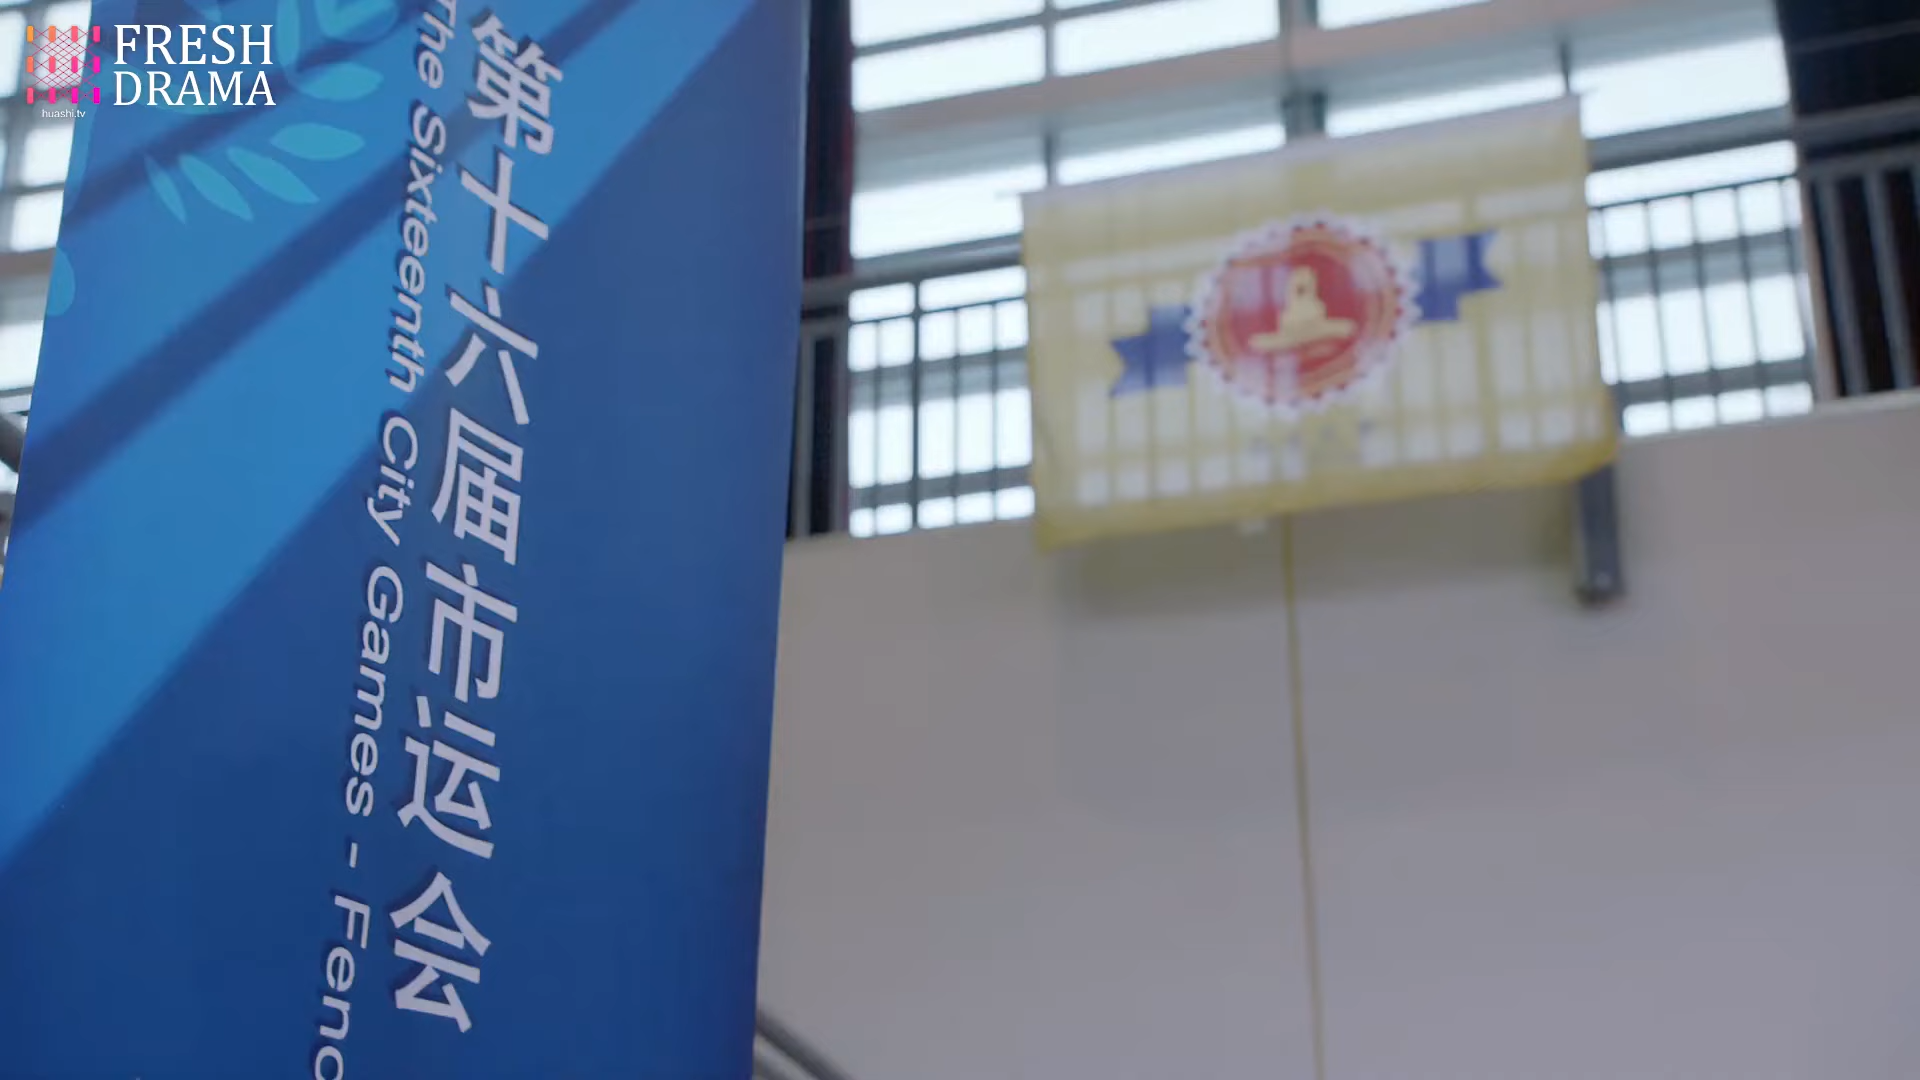 FRESH
DRAMA
huashi.tv
第十六届市运会
The Sixteenth City Games - Fenc